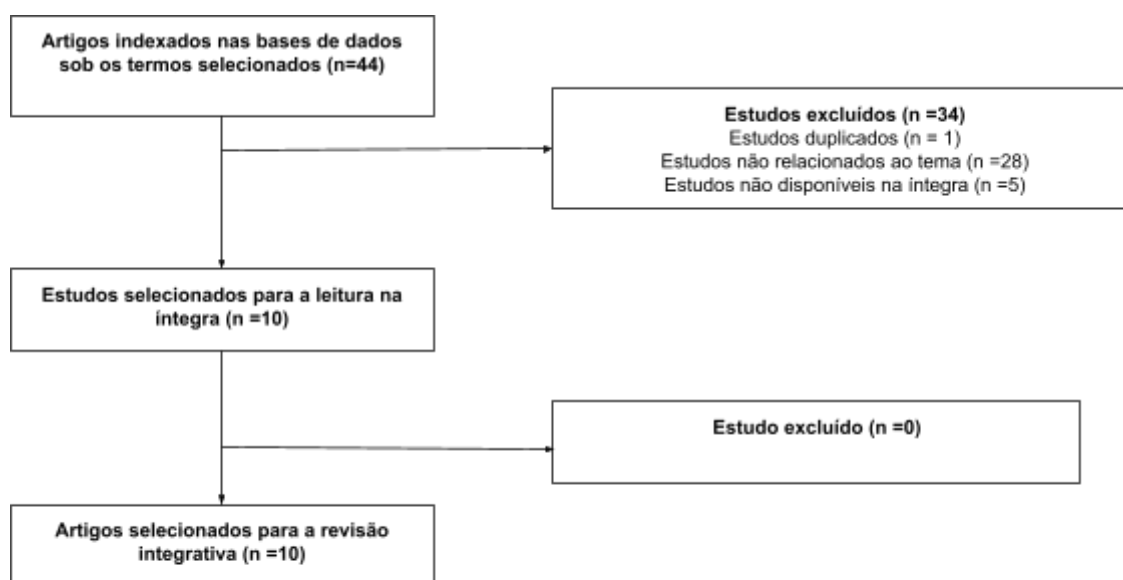 Artigos indexados nas bases de dados
sob os termos selecionados (n=44)
Estudos excluídos (n =34)
Estudos duplicados (n = 1)
Estudos não relacionados ao tema (n =28)
Estudos não disponíveis na íntegra (n =5)
Estudos selecionados para a leitura na
íntegra (n =10)
Estudo excluído (n =0)
Artigos selecionados para a revisão
integrativa (n =10)